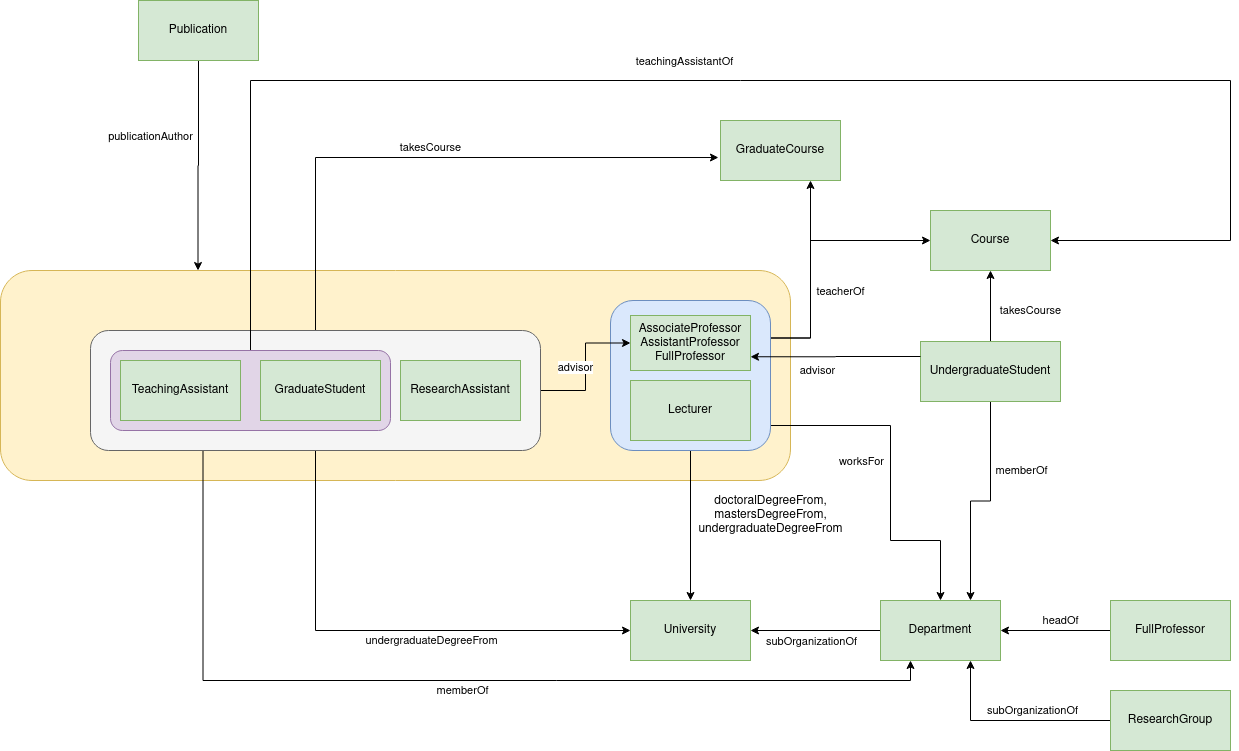 Publication
teachingAssistantOf
publicationAuthor
takesCourse
GraduateCourse
Course
teacherOf
takesCourse
AssociateProfessor
AssistantProfessor
FullProfessor
advisor
advisor
UndergraduateStudent
TeachingAssistant
GraduateStudent
ResearchAssistant
Lecturer
worksFor
memberOf
doctoralDegreeFrom,
mastersDegreeFrom,
undergraduateDegreeFrom
University
Department
headOf
FullProfessor
undergraduateDegreeFrom
subOrganizationOf
memberOf
subOrganizationOf
ResearchGroup